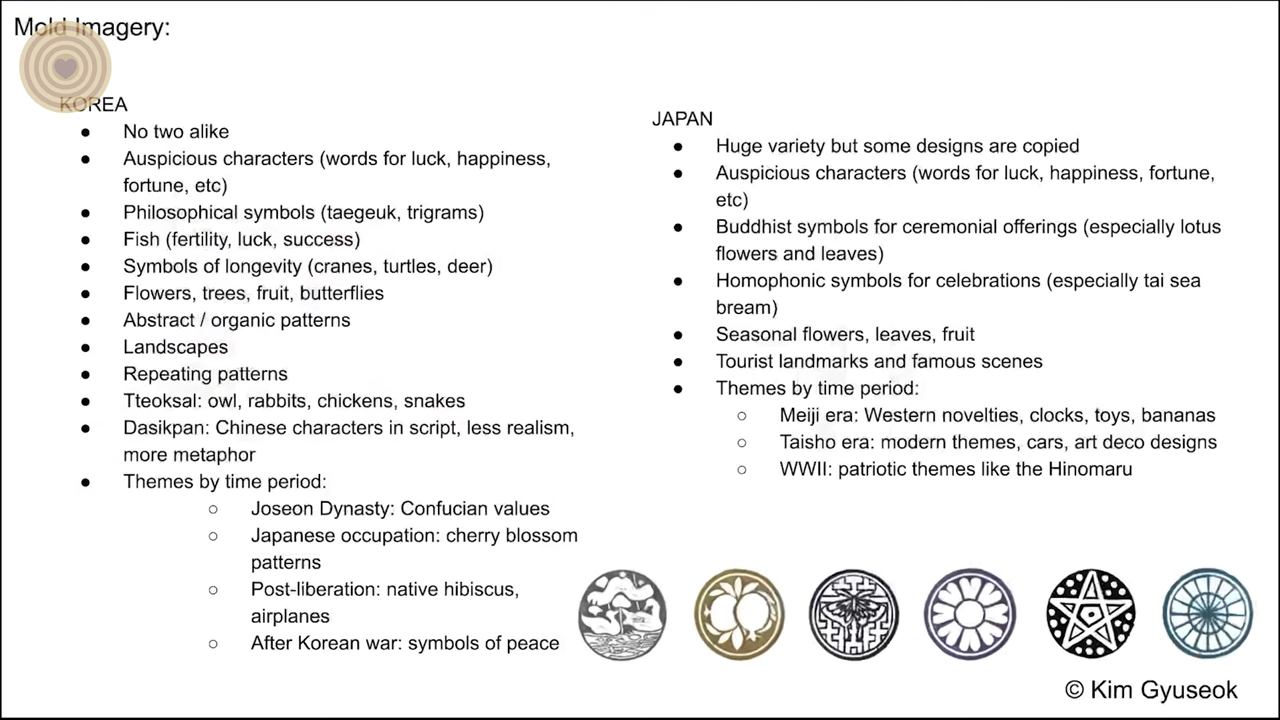 Mold Imagery:
KOREA
● No two alike
● Auspicious characters (words for luck, happiness,
fortune, etc)
● Philosophical symbols (taegeuk, trigrams)
● Fish (fertility, luck, success)
● Symbols of longevity (cranes, turtles, deer)
● Flowers, trees, fruit, butterflies
● Abstract / organic patterns
● Landscapes
● Repeating patterns
● Tteoksal: owl, rabbits, chickens, snakes
● Dasikpan: Chinese characters in script, less realism,
more metaphor
● Themes by time period:
○ Joseon Dynasty: Confucian values
○ Japanese occupation: cherry blossom
patterns
○ Post-liberation: native hibiscus,
airplanes
○ After Korean war: symbols of peace
JAPAN
● Huge variety but some designs are copied
● Auspicious characters (words for luck, happiness, fortune,
etc)
● Buddhist symbols for ceremonial offerings (especially lotus
flowers and leaves)
● Homophonic symbols for celebrations (especially tai sea
bream)
● Seasonal flowers, leaves, fruit
● Tourist landmarks and famous scenes
● Themes by time period:
○ Meiji era: Western novelties, clocks, toys, bananas
○ Taisho era: modern themes, cars, art deco designs
○ WWII: patriotic themes like the Hinomaru
© Kim Gyuseok